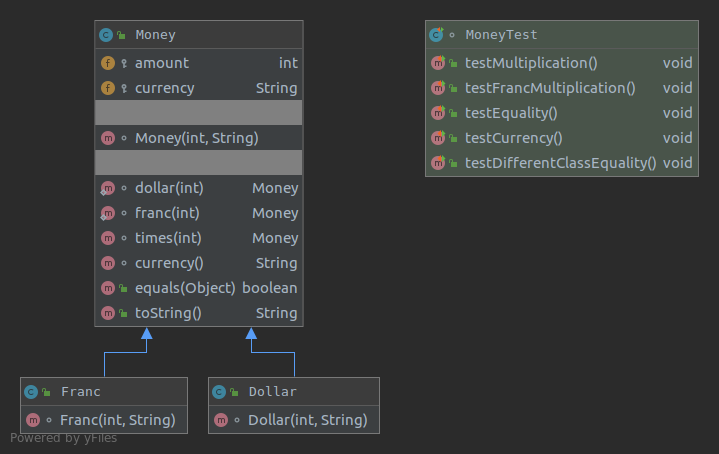 Money
amount int
currency String
Money(int, String)
dollar(int) Money
franc(int) Money
times(int) Money
currency() String
equals(Object) boolean
toString() String
MoneyTest
testMultiplication() void
testFrancMultiplication() void
testEquality() void
testCurrency() void
testDifferentClassEquality() void
Franc
Franc(int, String)
Dollar
Dollar(int, String)
Powered by yFiles